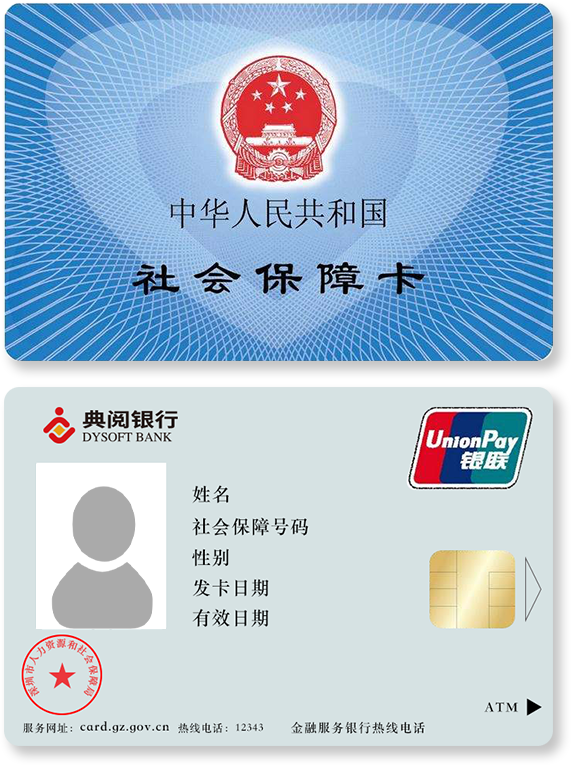 中华人民共和国
社会保障卡
典阅银行
DYSOFT BANK
UnionPay
银联
姓名
社会保障号码
性别
发卡日期
有效日期
深圳市人力资源和社会保障局
ATM
服务网址：card.gz.gov.cn 热线电话：12343 金融服务银行热线电话